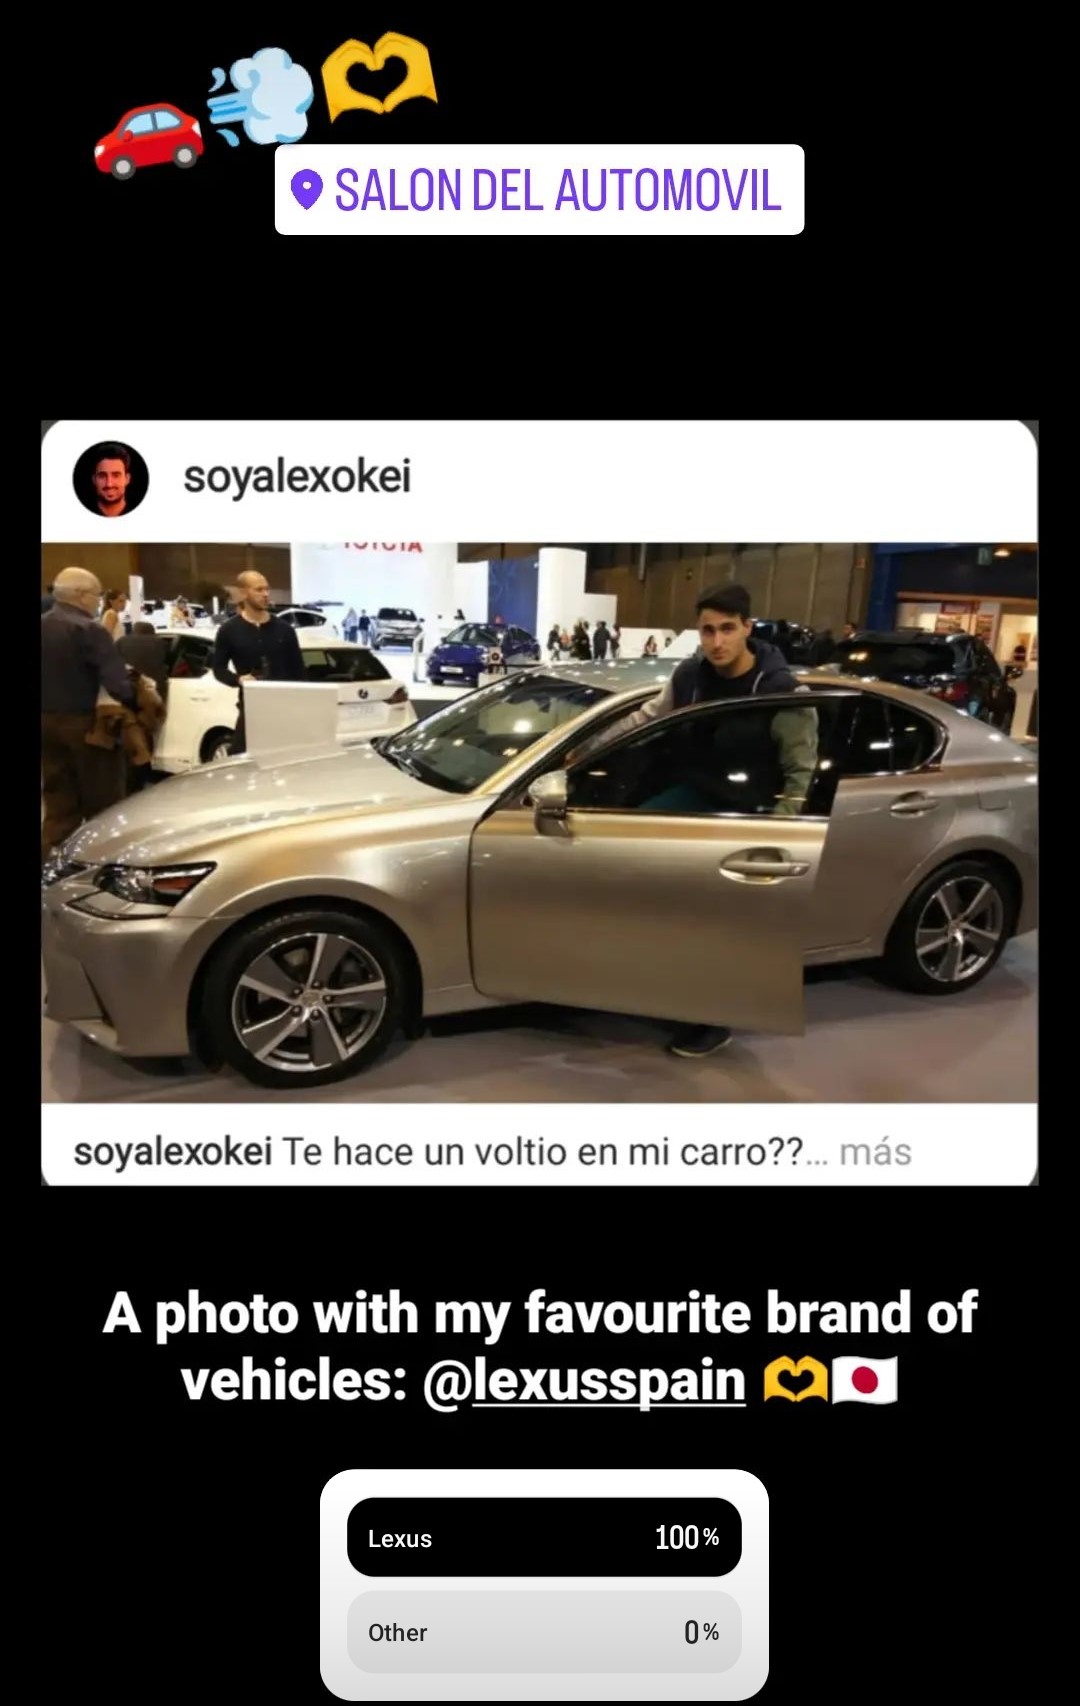 SALON DEL AUTOMOVIL
soyalexokei
TOYOTA
soyalexokei Te hace un voltio en mi carro??... más
A photo with my favourite brand of
vehicles: @lexusspain 🫶🇯🇵
Lexus 100%
Other 0%